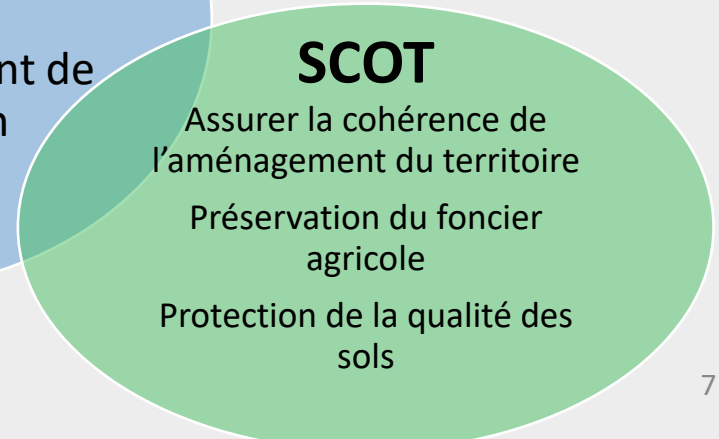 nt de
n
SCOT
Assurer la cohérence de
l’aménagement du territoire
Préservation du foncier
agricole
Protection de la qualité des
sols
7